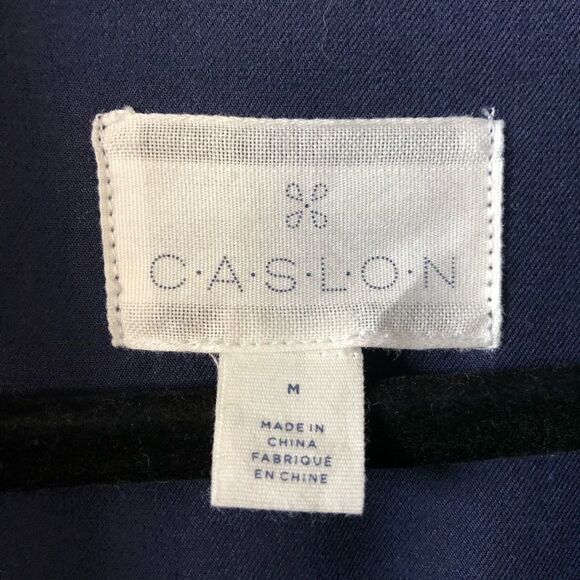 C·A·S·L·O·N
M
MADE IN
CHINA
FABRIQUÉ
EN CHINE